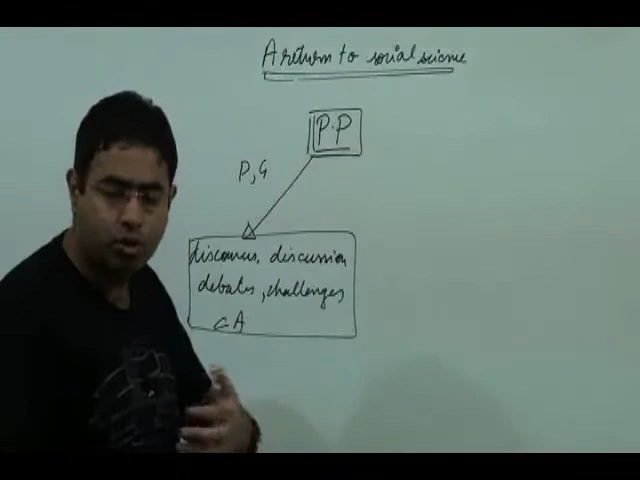 A return to social science
P.P
P, G
discourses, discussion
debates, challenges
CA